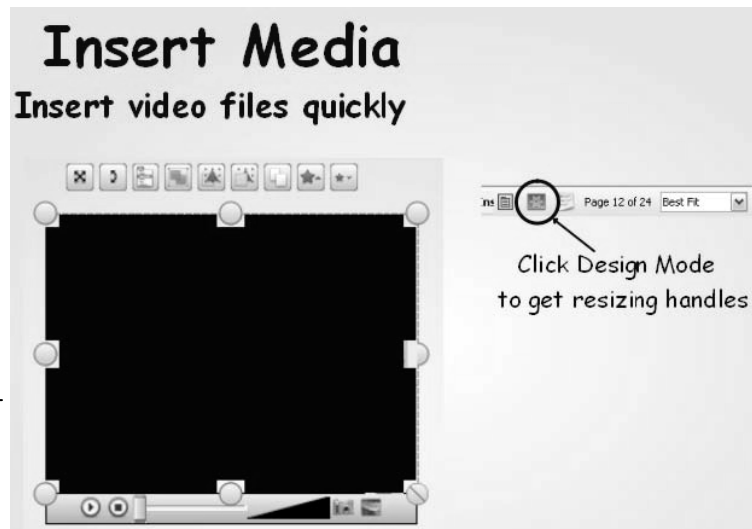 Insert Media
Insert video files quickly
Page 12 of 24 Best Fit
Click Design Mode
to get resizing handles